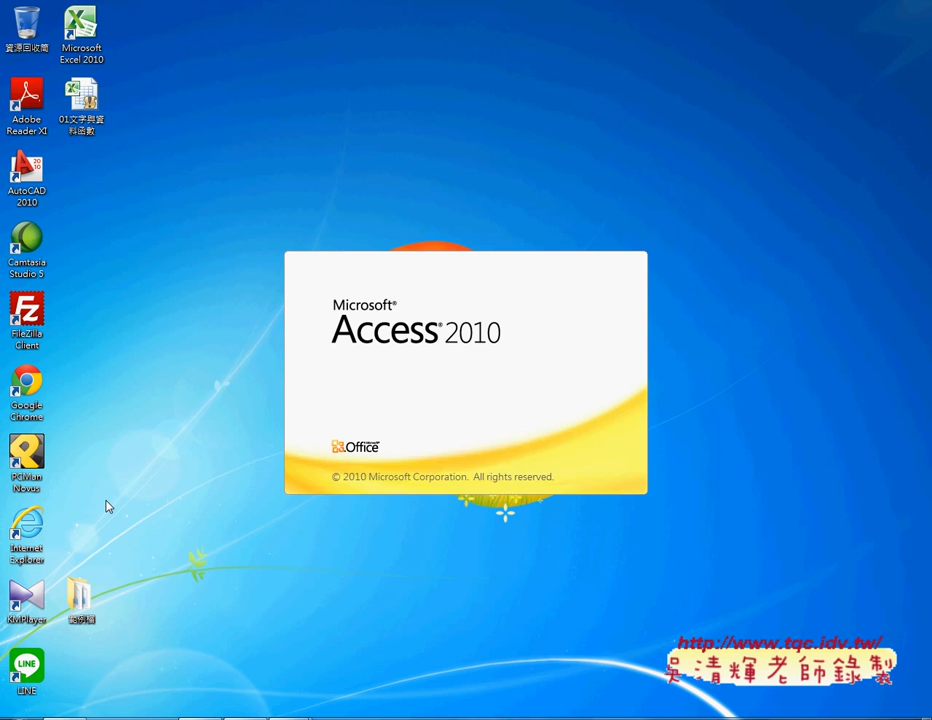 資源回收筒
Microsoft
Excel 2010
Adobe
Reader XI
01文字與資
料函數
AutoCAD
2010
Camtasia
Studio 5
FileZilla
Client
Google
Chrome
PCMan
Novus
Internet
Explorer
KMPlayer
範例檔
LINE
Microsoft®
Access® 2010
Microsoft®
Office
© 2010 Microsoft Corporation. All rights reserved.
http://www.tqc.idv.tw/
吳清輝老師錄製